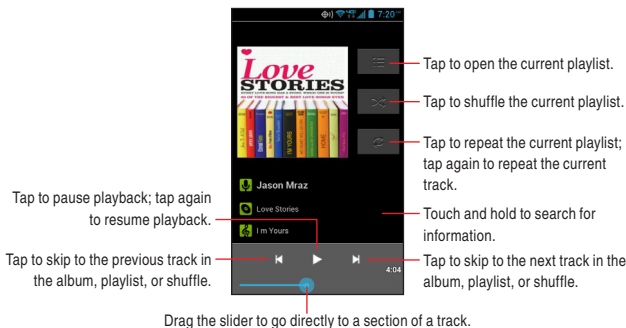 7:20
Love
STORIES
I'M YOURS
HOME
Tap to open the current playlist.
Tap to shuffle the current playlist.
Tap to repeat the current playlist;
tap again to repeat the current
track.
Jason Mraz
Love Stories
I m Yours
Touch and hold to search for
information.
Tap to pause playback; tap again
to resume playback.
Tap to skip to the previous track in
the album, playlist, or shuffle.
4:04
Tap to skip to the next track in the
album, playlist, or shuffle.
Drag the slider to go directly to a section of a track.